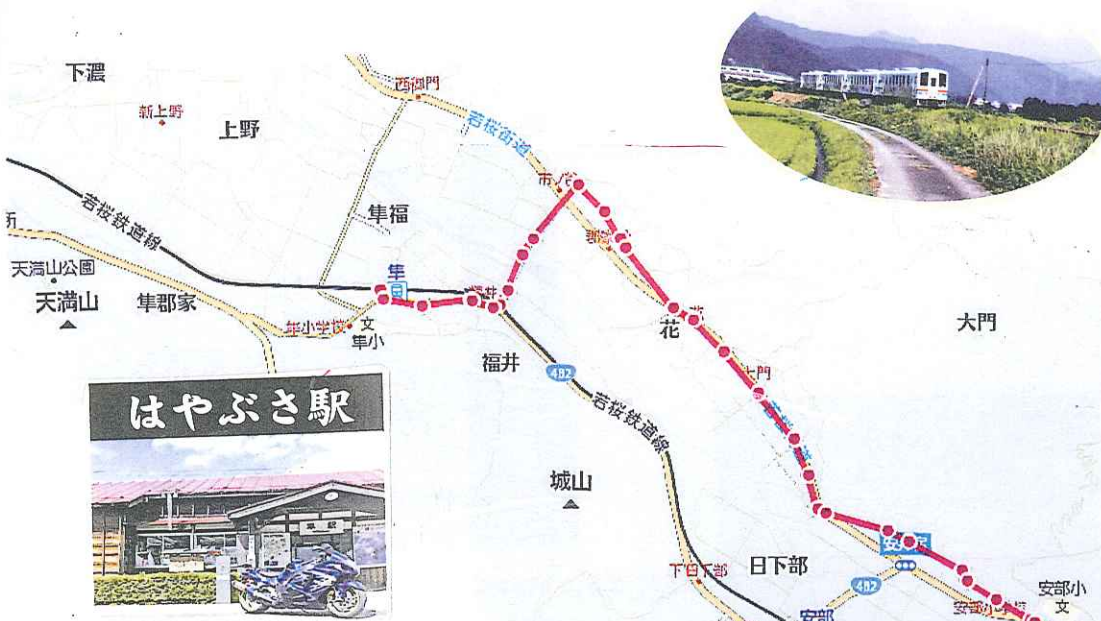 下濃
新上野
上野
西御門
若桜街道
若桜鉄道線
隼福
天満山公園
天満山
隼郡家
隼
隼小学校
文
隼小
福井
482
花
大門
はやぶさ駅
隼駅
若桜鉄道線
城山
下日下部
日下部
482
安部
安部小
文